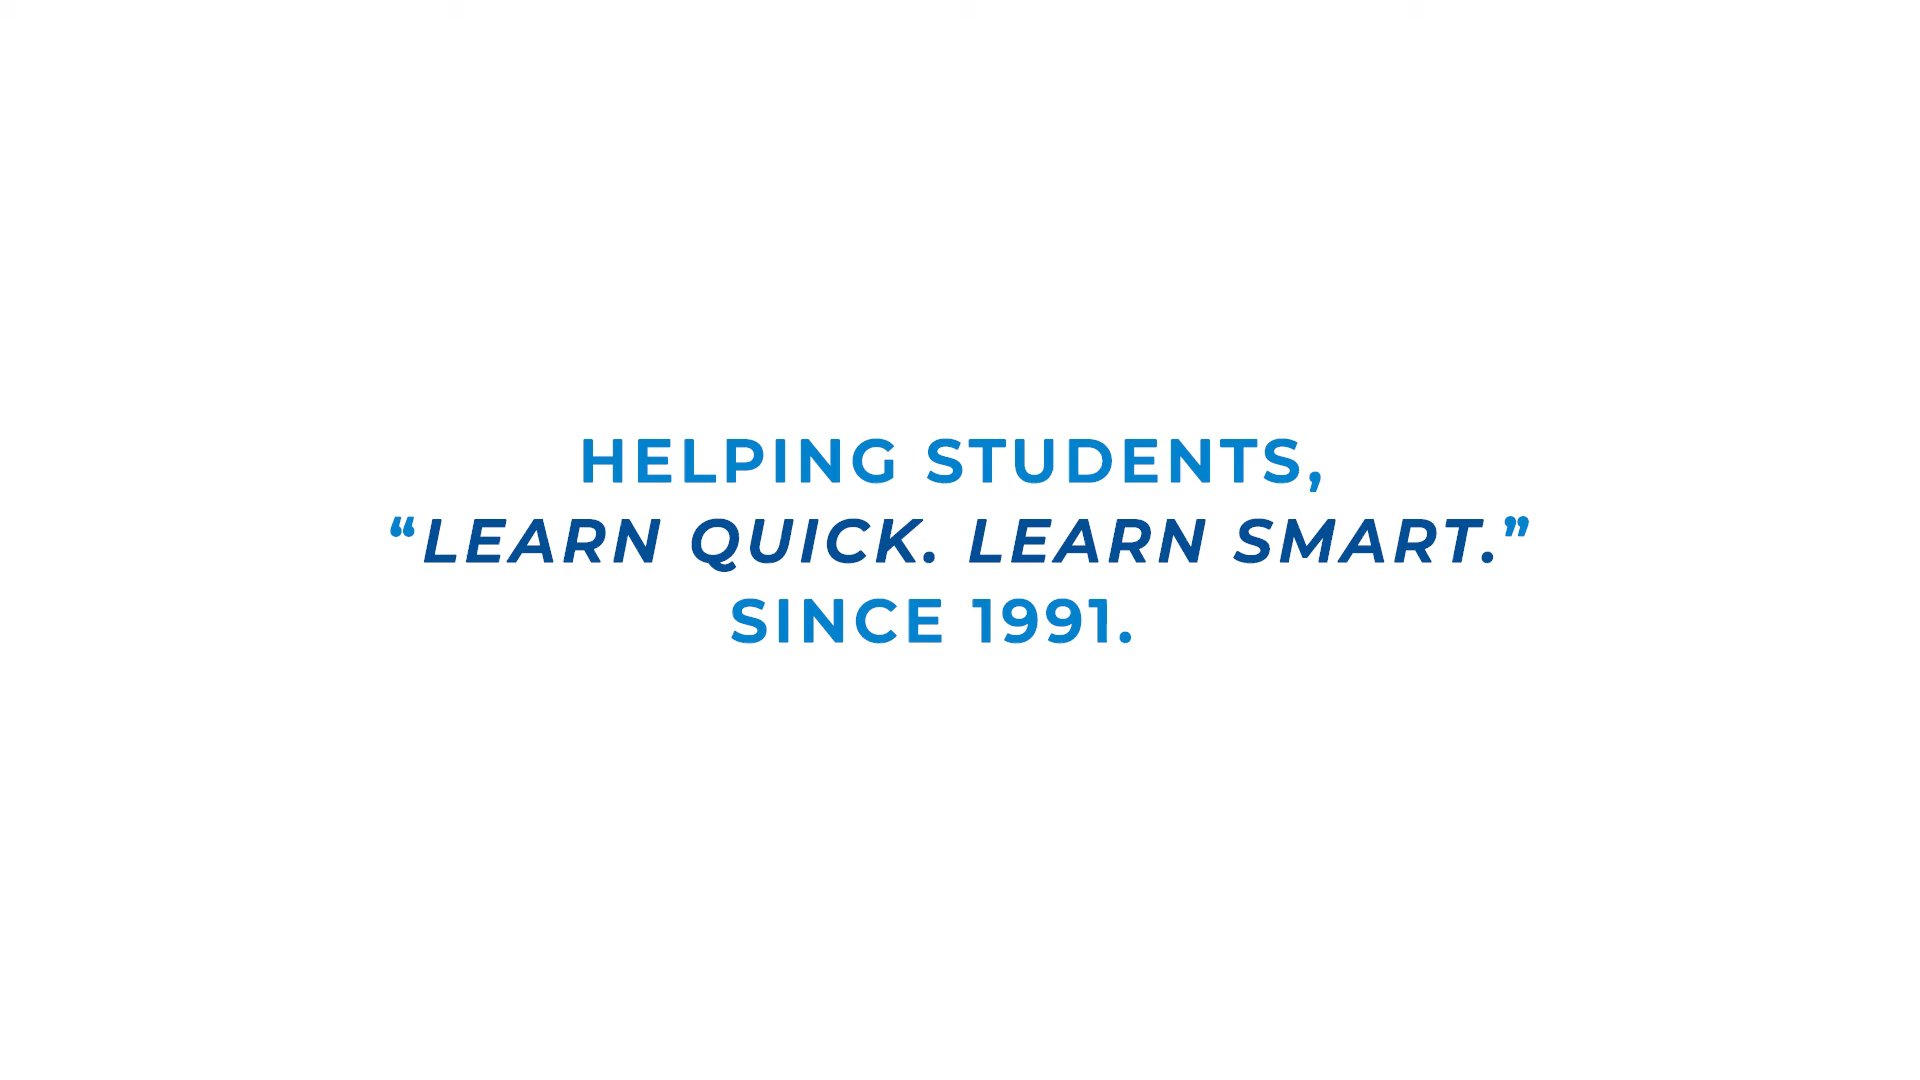 HELPING STUDENTS,
“LEARN QUICK. LEARN SMART.”
SINCE 1991.